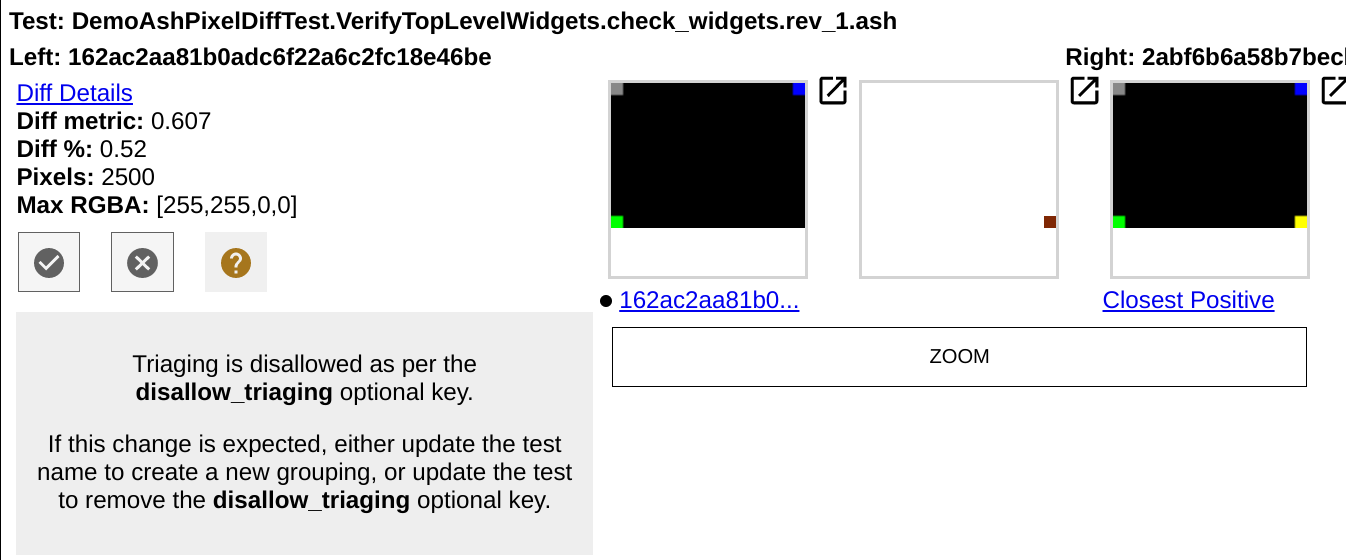 Test: DemoAshPixelDiffTest.VerifyTopLevelWidgets.check_widgets.rev_1.ash
Left: 162ac2aa81b0adc6f22a6c2fc18e46be
Right: 2abf6b6a58b7bec
Diff Details
Diff metric: 0.607
Diff %: 0.52
Pixels: 2500
Max RGBA: [255,255,0,0]
162ac2aa81b0...
Closest Positive
ZOOM
Triaging is disallowed as per the
disallow_triaging optional key.
If this change is expected, either update the test
name to create a new grouping, or update the test
to remove the disallow_triaging optional key.